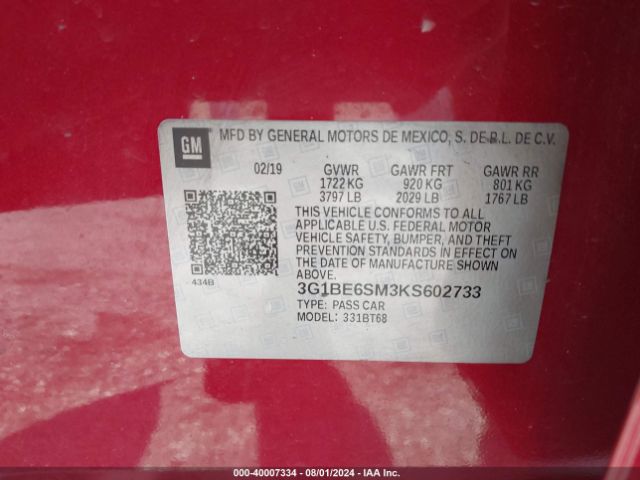 GM
MFD BY GENERAL MOTORS DE MEXICO, S. DE R.L. DE C.V.
02/19 GVWR GAWR FRT GAWR RR
1722 KG 920 KG 801 KG
3797 LB 2029 LB 1767 LB
THIS VEHICLE CONFORMS TO ALL
APPLICABLE U.S. FEDERAL MOTOR
VEHICLE SAFETY, BUMPER, AND THEFT
PREVENTION STANDARDS IN EFFECT ON
THE DATE OF MANUFACTURE SHOWN
ABOVE.
434B
3G1BE6SM3KS602733
TYPE: PASS CAR
MODEL: 331BT68
000-40007334 - 08/01/2024 - IAA Inc.